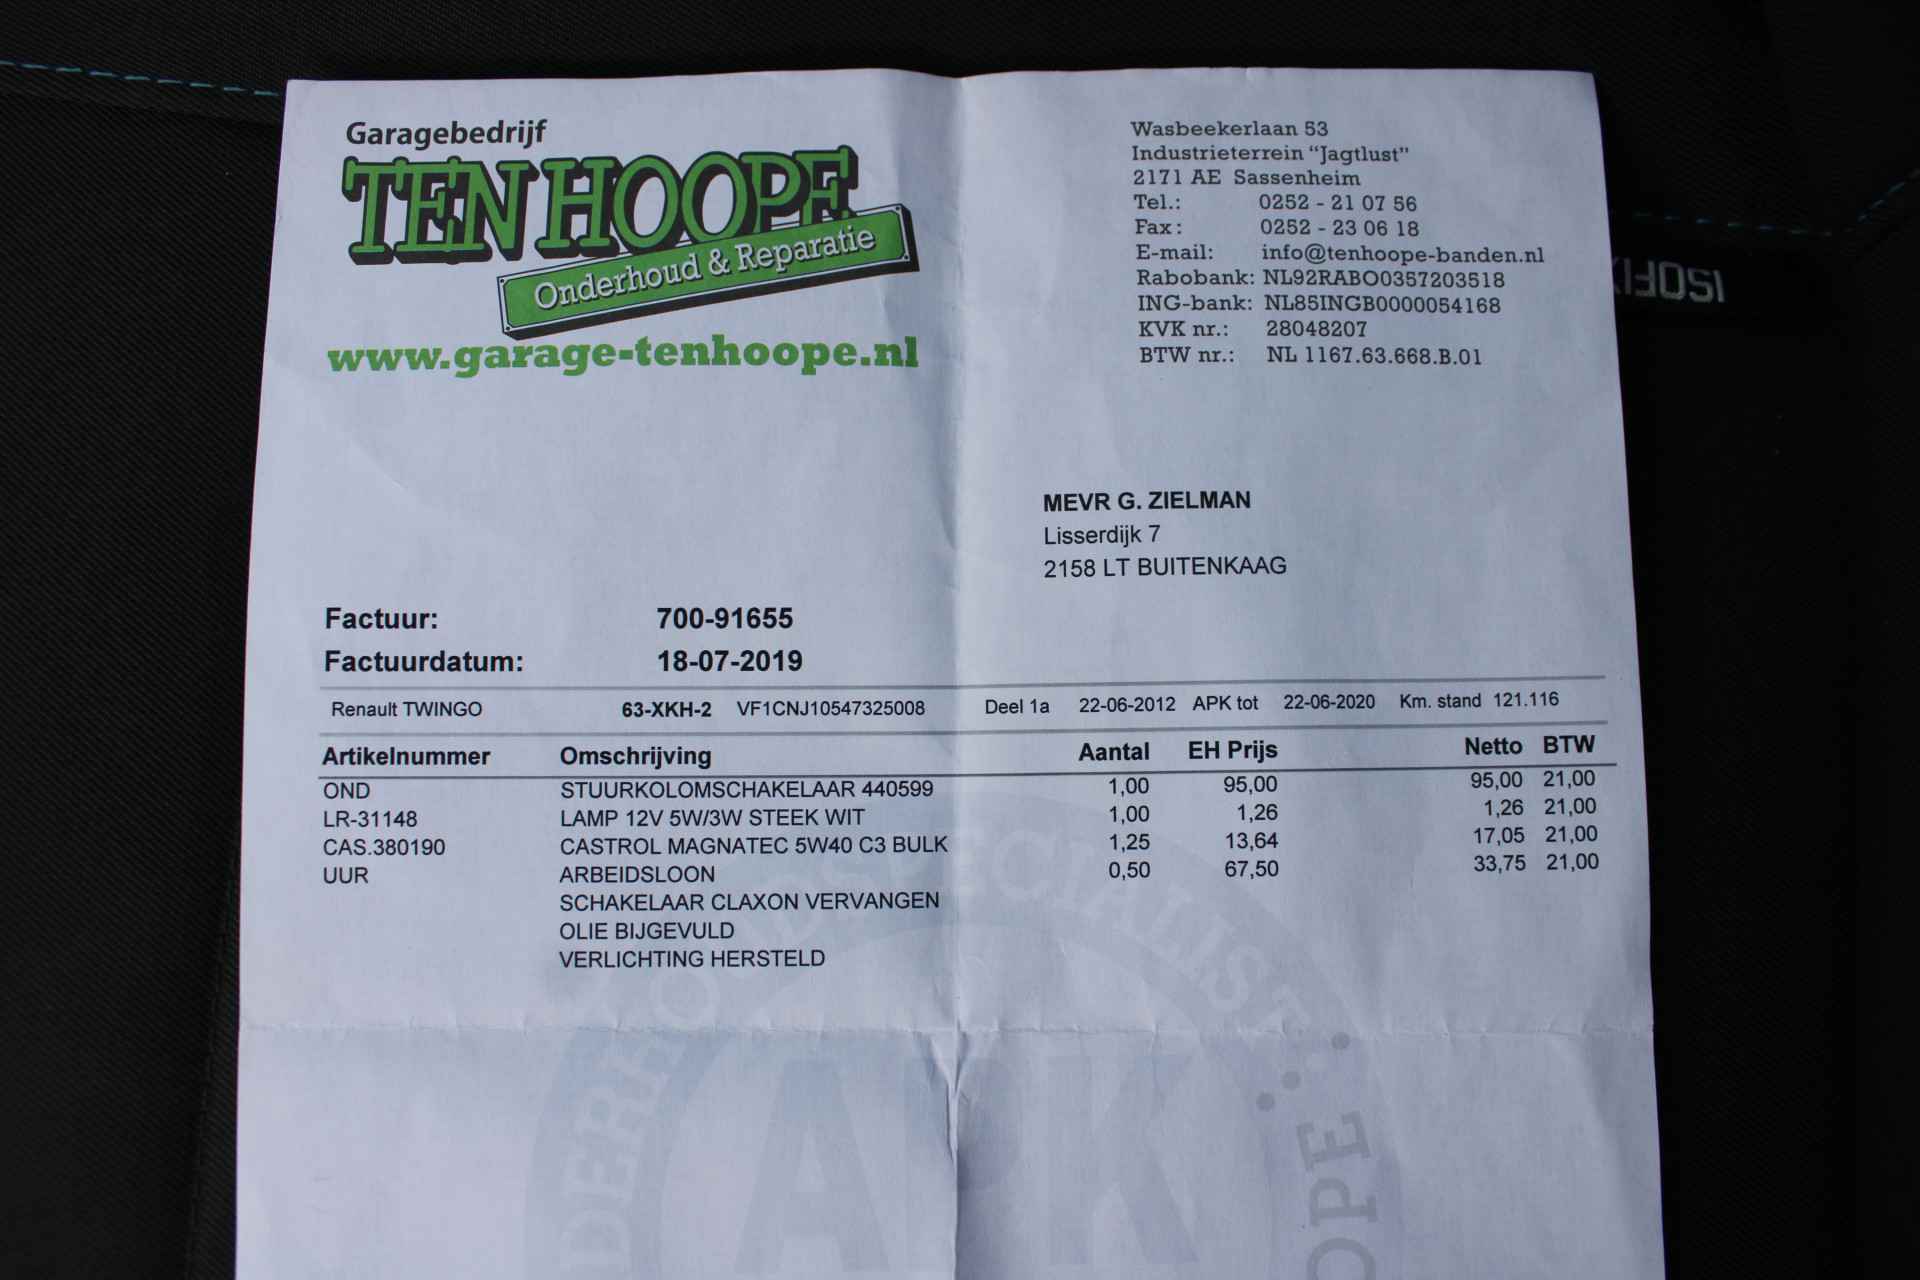 Garagebedrijf
TEN HOOPE
Onderhoud & Reparatie
www.garage-tenhoope.nl
Wasbeekerlaan 53
Industrieterrein "Jagtlust"
2171 AE Sassenheim
Tel.: 0252 - 21 07 56
Fax: 0252 - 23 06 18
E-mail: info@tenhoope-banden.nl
Rabobank: NL92RABO0357203518
ING-bank: NL85INGB0000054168
KVK nr.: 28048207
BTW nr.: NL 1167.63.668.B.01
ISOFIX
MEVR G. ZIELMAN
Lisserdijk 7
2158 LT BUITENKAAG
Factuur: 700-91655
Factuurdatum: 18-07-2019
Renault TWINGO 63-XKH-2 VF1CNJ10547325008 Deel 1a 22-06-2012 APK tot 22-06-2020 Km. stand 121.116
Artikelnummer Omschrijving Aantal EH Prijs Netto BTW
OND STUURKOLOMSCHAKELAAR 440599 1,00 95,00 95,00 21,00
LR-31148 LAMP 12V 5W/3W STEEK WIT 1,00 1,26 1,26 21,00
CAS.380190 CASTROL MAGNATEC 5W40 C3 BULK 1,25 13,64 17,05 21,00
UUR ARBEIDSLOON 0,50 67,50 33,75 21,00
SCHAKELAAR CLAXON VERVANGEN
OLIE BIJGEVULD
VERLICHTING HERSTELD
DERHOUDSPECIALIST
APK
OPE